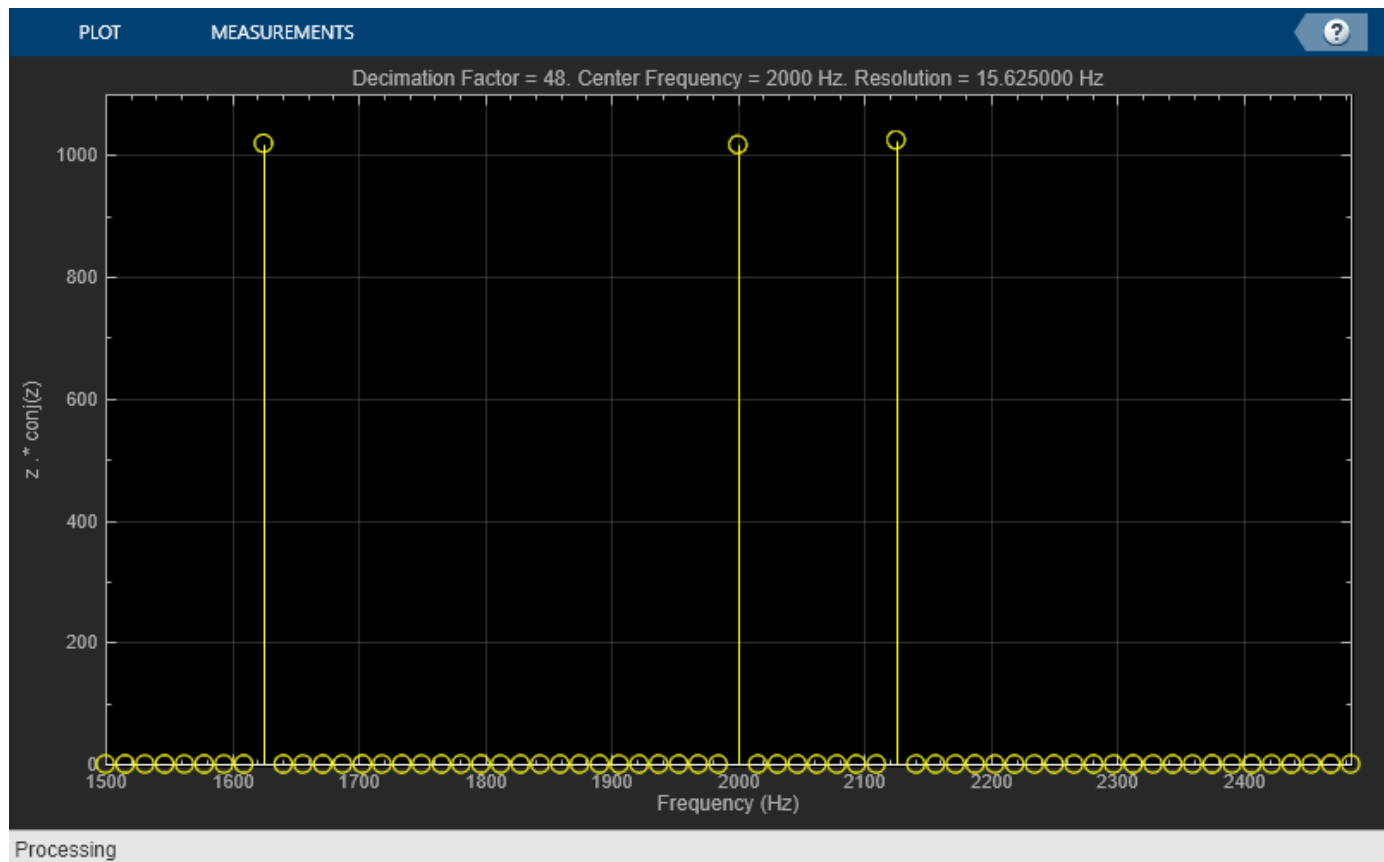 PLOT MEASUREMENTS ?
Decimation Factor = 48. Center Frequency = 2000 Hz. Resolution = 15.625000 Hz
1000
800
600
400
200
0
z .* conj(z)
1500 1600 1700 1800 1900 2000 2100 2200 2300 2400
Frequency (Hz)
Processing